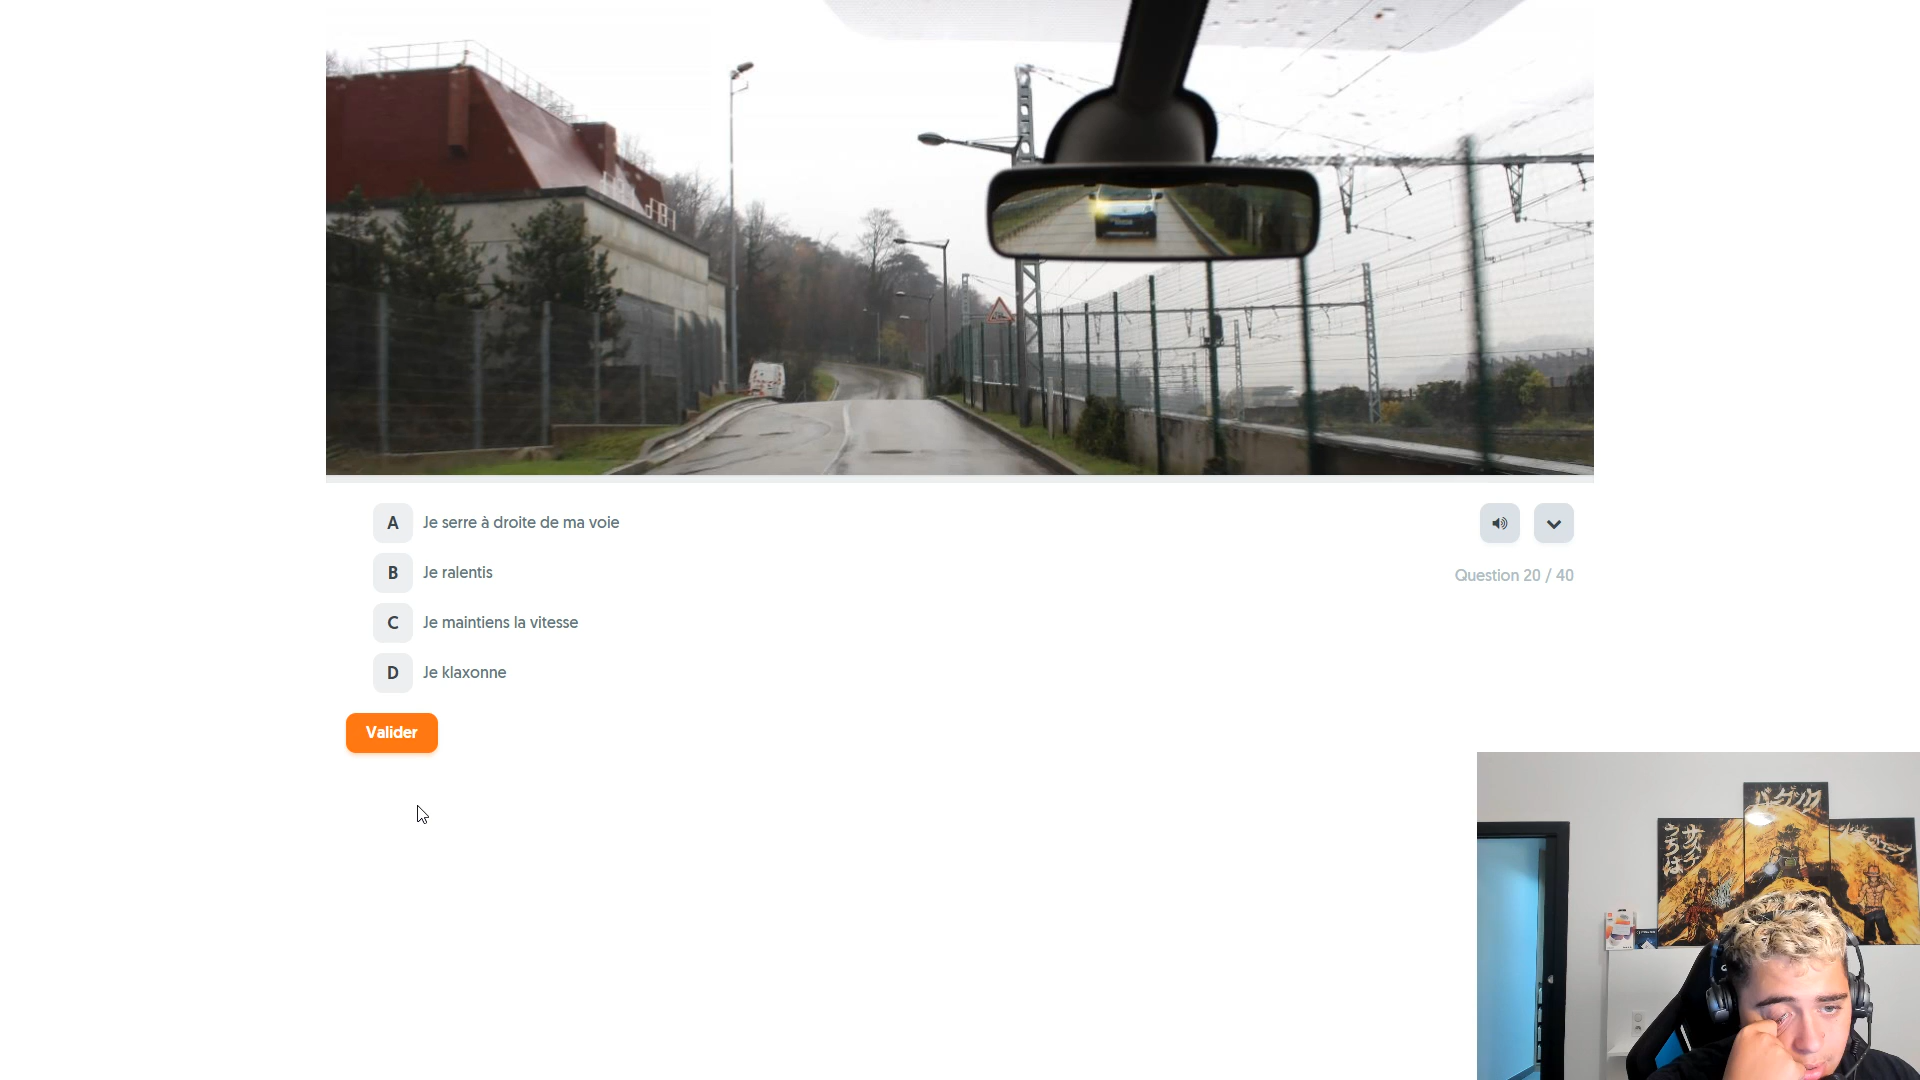 A Je serre à droite de ma voie
B Je ralentis
Question 20 / 40
C Je maintiens la vitesse
D Je klaxonne
Valider